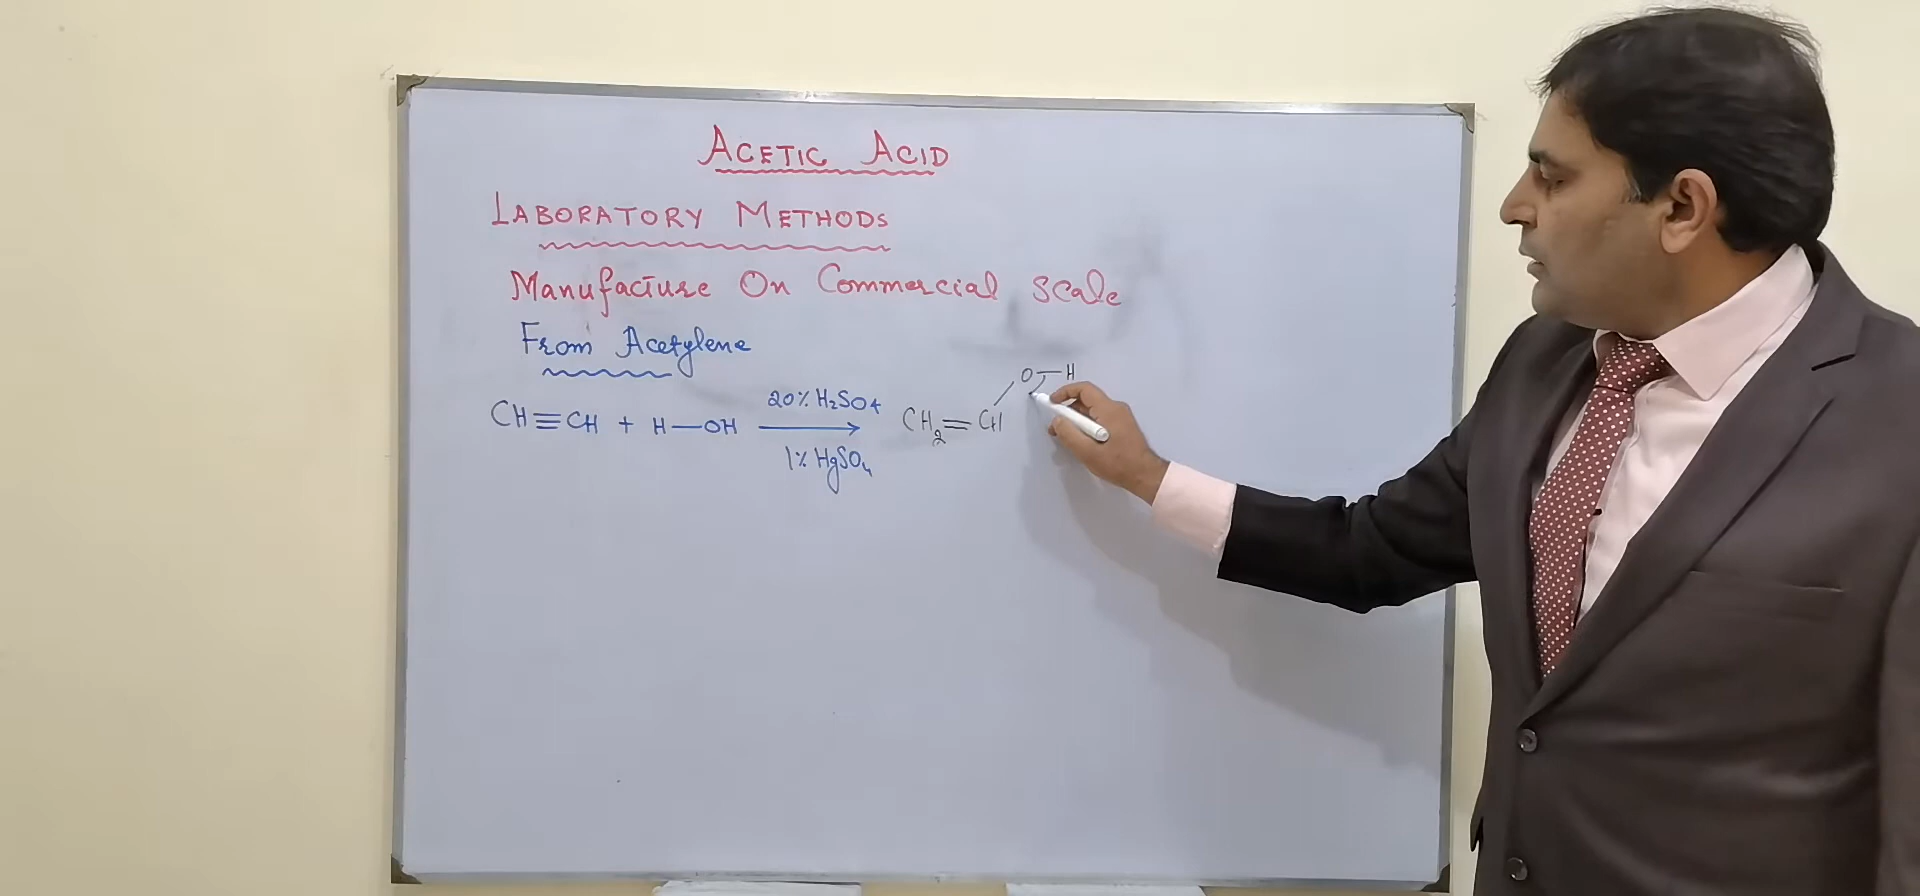 ACETIC ACID
LABORATORY METHODS
Manufacture On Commercial Scale
From Acetylene
CH≡CH + H—OH 20% H₂SO₄ → 1% HgSO₄ CH₂=CH
O—H